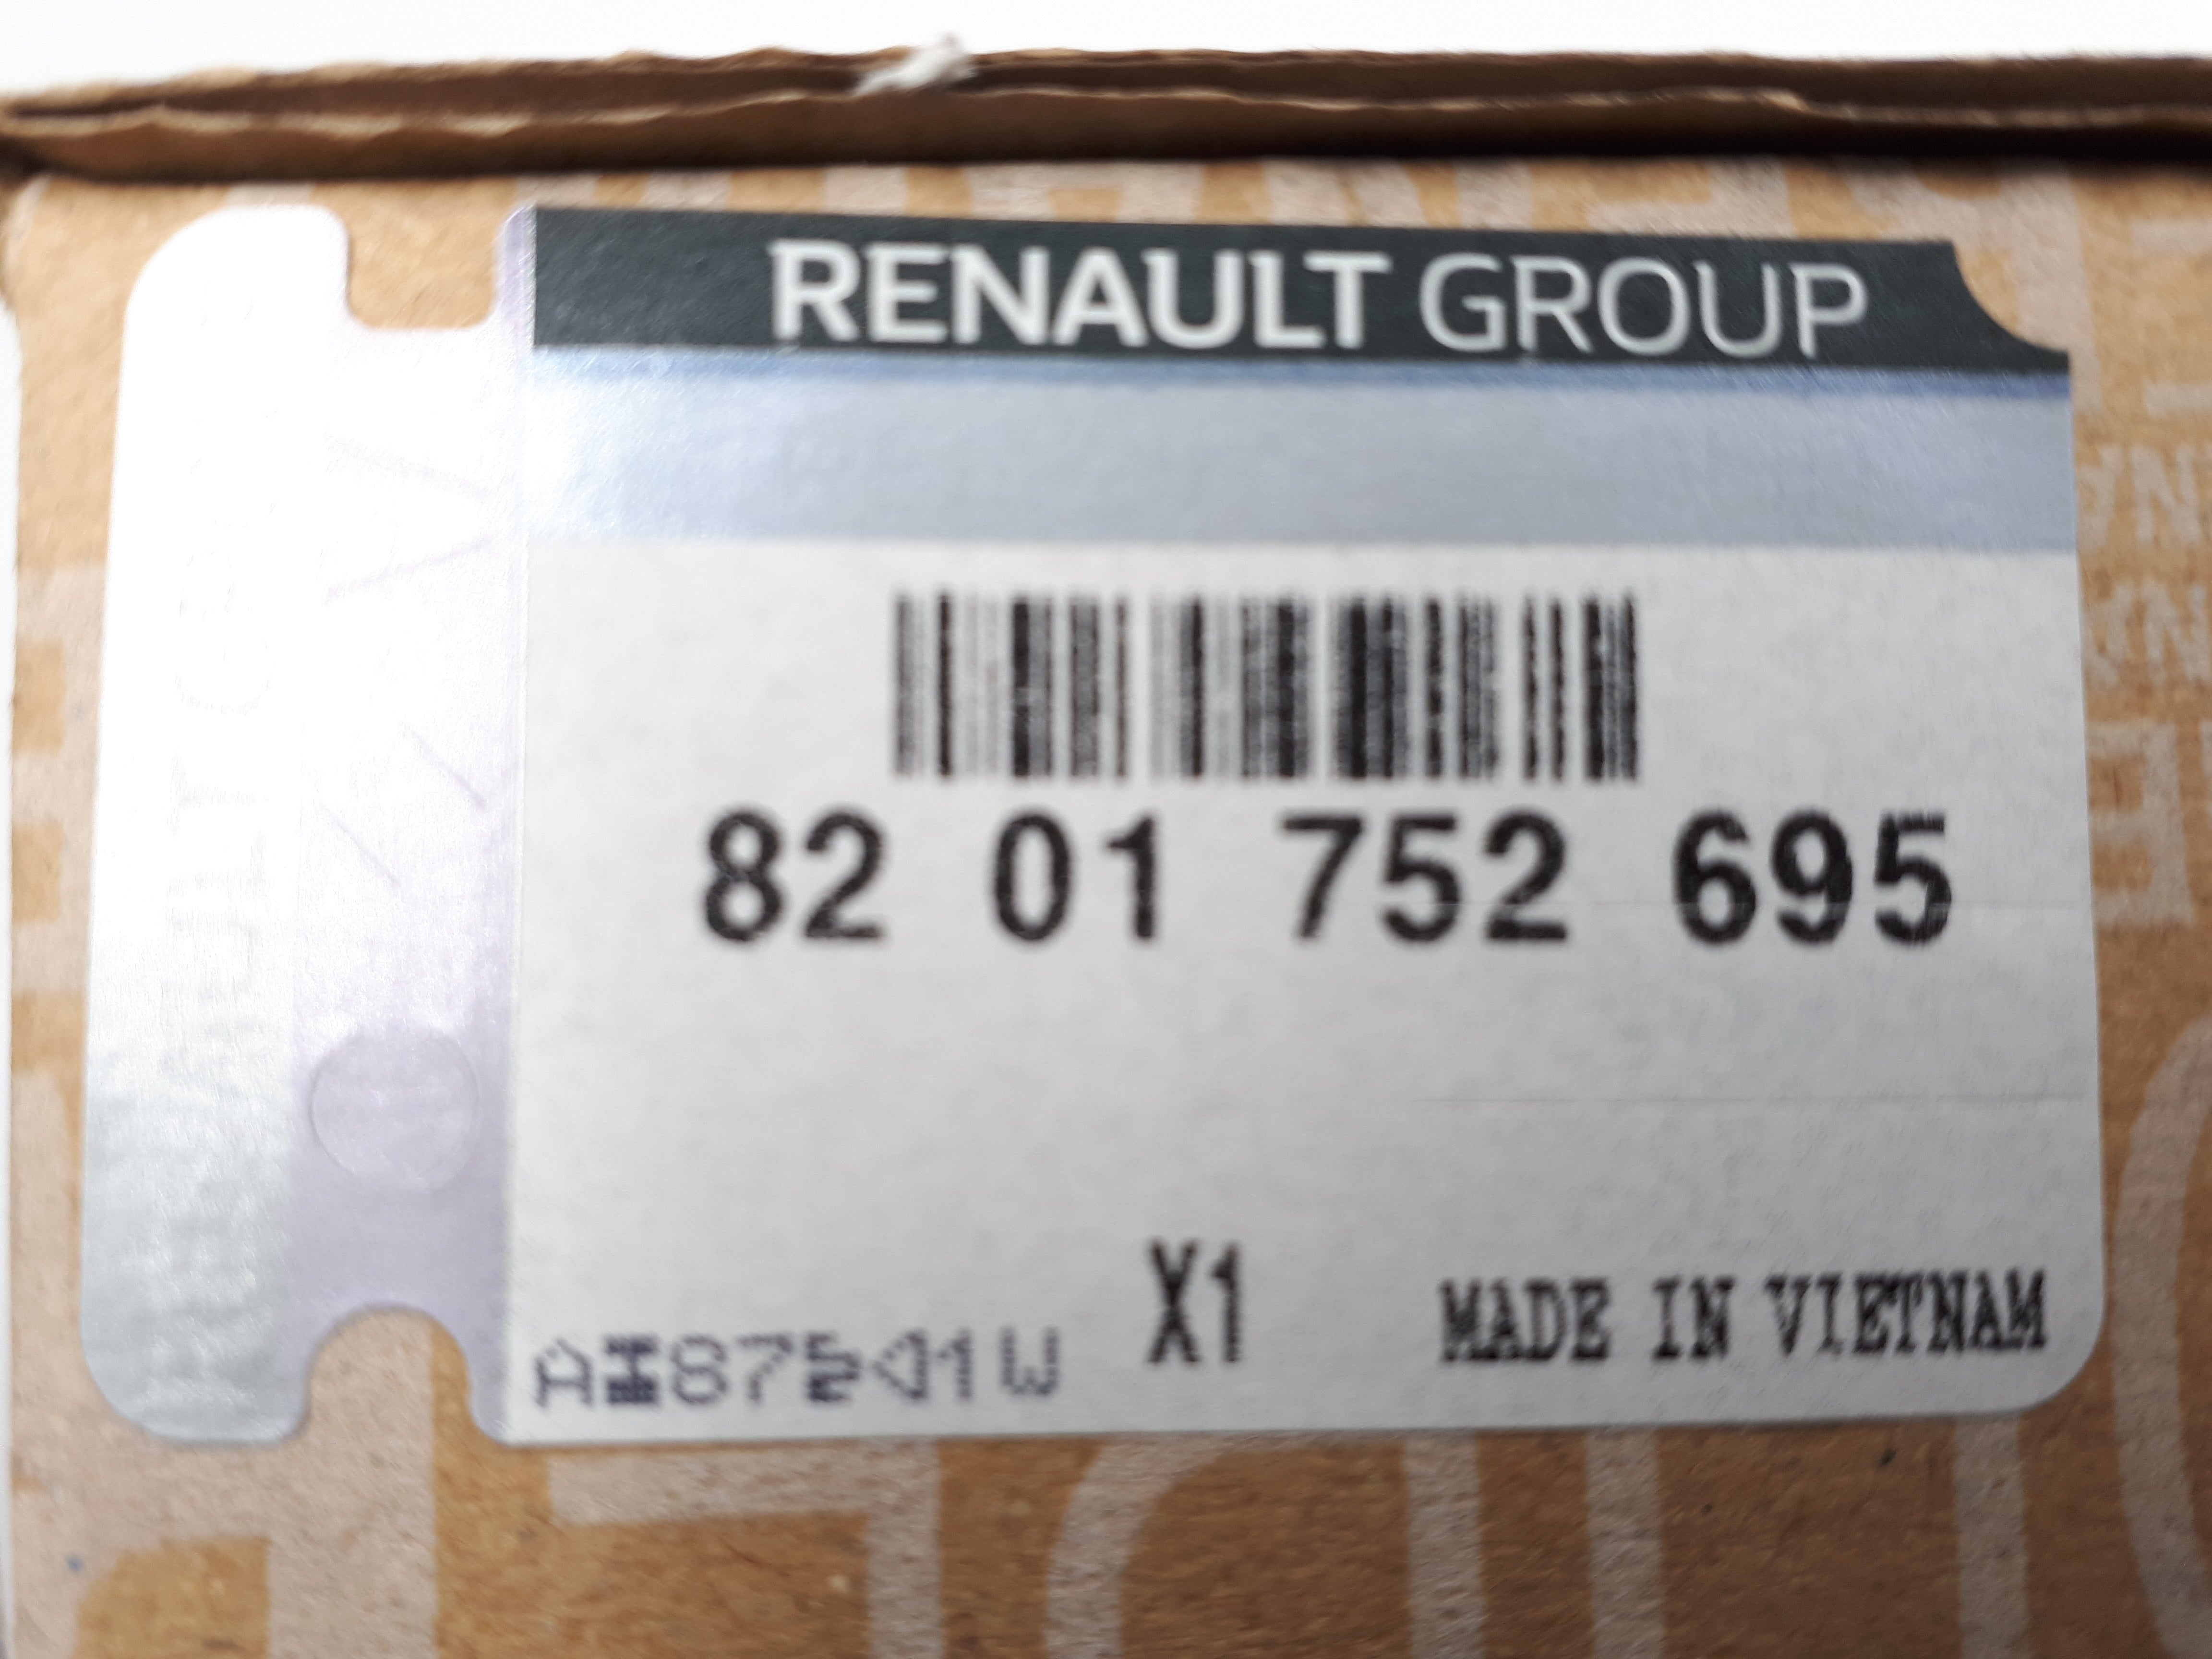 RENAULT GROUP
82 01 752 695
X1
MADE IN VIETNAM